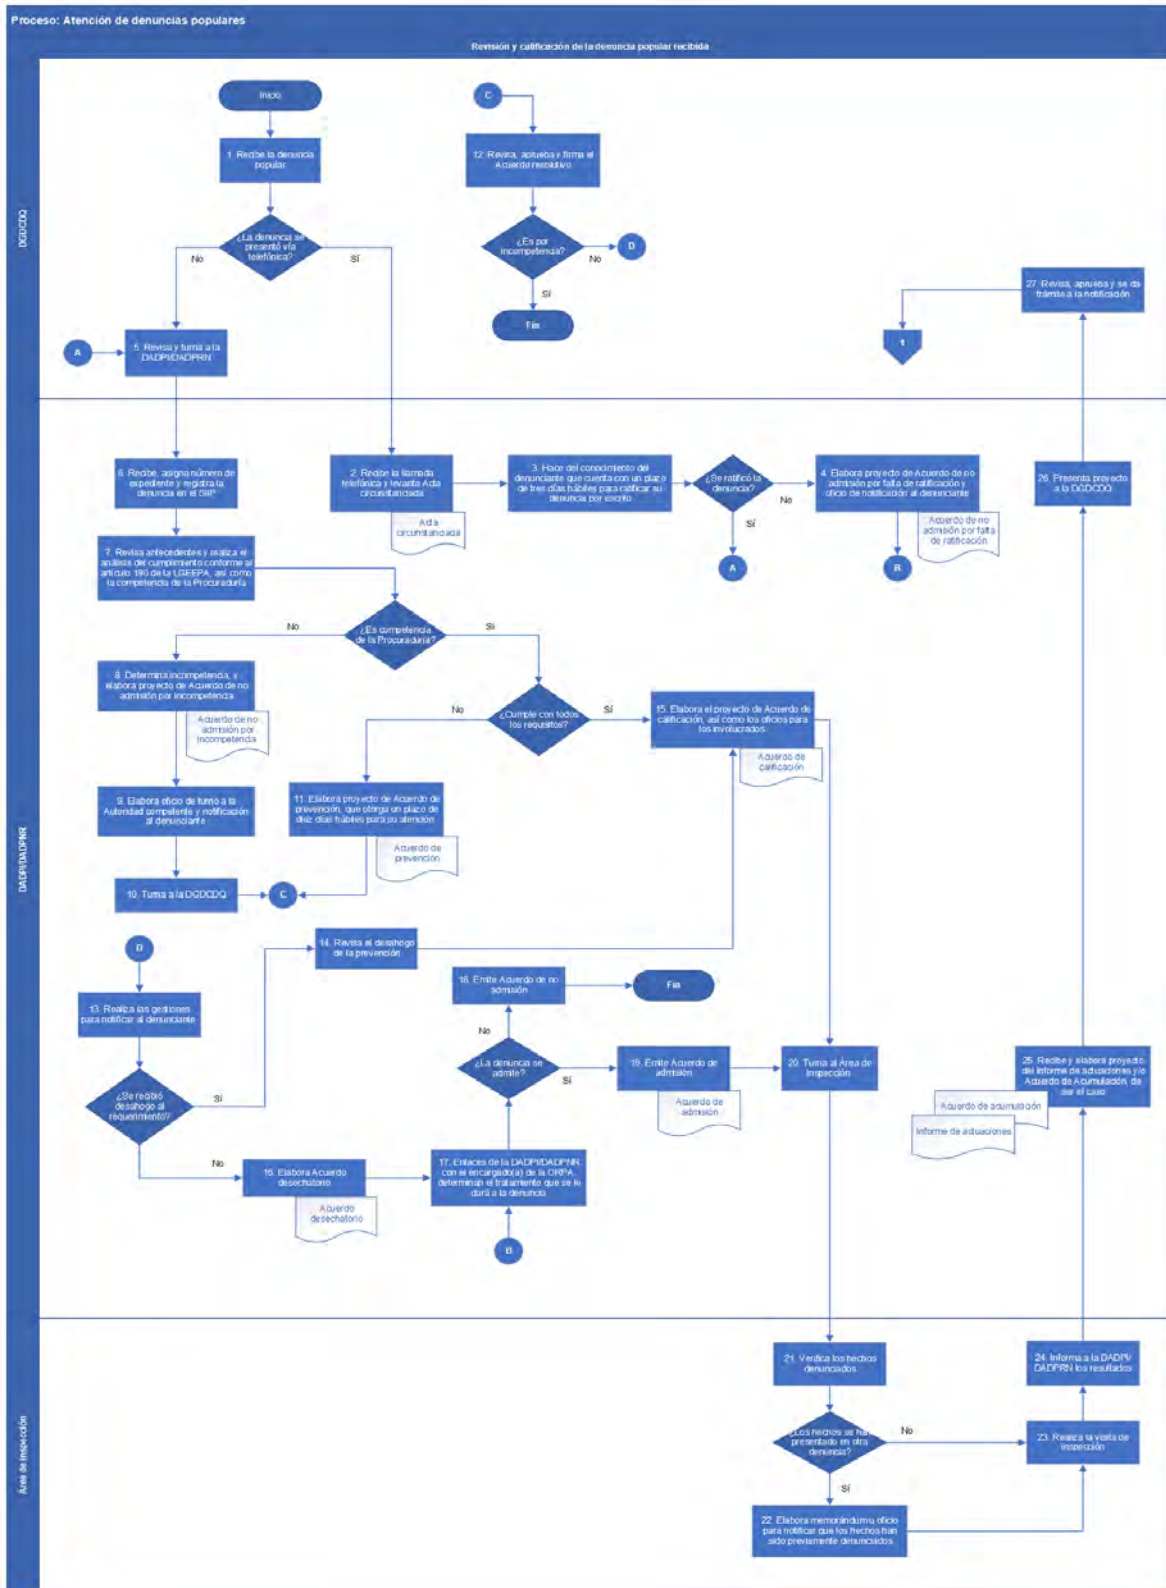 Proceso: Atención de denuncias populares
Revisión y calificación de la denuncia popular recibida
DGDCDQ
Inicio
1. Recibe la denuncia
popular
¿La denuncia se
presentó vía
telefónica?
No
Sí
A
5. Revisa y turna a la
DADPI/DADPRN
C
12. Revisa, aprueba y firma el
Acuerdo resolutivo
¿Es por
incompetencia?
No
D
Sí
Fin
27. Revisa, aprueba y se da
trámite a la notificación
1
DADPI/DADPNR
6. Recibe, asigna número de
expediente y registra la
denuncia en el SIIP
2. Recibe la llamada
telefónica y levanta Acta
circunstanciada
Acta
circunstanciada
3. Hace del conocimiento del
denunciante que cuenta con un plazo
de tres días hábiles para ratificar su
denuncia por escrito
¿Se ratificó la
denuncia?
No
Sí
A
4. Elabora proyecto de Acuerdo de no
admisión por falta de ratificación y
oficio de notificación al denunciante
Acuerdo de no
admisión por falta
de ratificación
B
26. Presenta proyecto
a la DGDCDQ
7. Revisa antecedentes y realiza el
análisis del cumplimiento conforme al
artículo 190 de la LGEEPA, así como
la competencia de la Procuraduría
¿Es competencia
de la Procuraduría?
No
Sí
8. Determina incompetencia, y
elabora proyecto de Acuerdo de no
admisión por incompetencia
Acuerdo de no
admisión por
incompetencia
¿Cumple con todos
los requisitos?
No
Sí
15. Elabora el proyecto de Acuerdo de
calificación, así como los oficios para
los involucrados
Acuerdo de
calificación
9. Elabora oficio de turno a la
Autoridad competente y notificación
al denunciante
11. Elabora proyecto de Acuerdo de
prevención, que otorga un plazo de
diez días hábiles para su atención
Acuerdo de
prevención
10. Turna a la DGDCDQ
C
D
14. Revisa el desahogo
de la prevención
13. Realiza las gestiones
para notificar al denunciante
18. Emite Acuerdo de no
admisión
Fin
No
¿La denuncia se
admite?
Sí
19. Emite Acuerdo de
admisión
Acuerdo de
admisión
20. Turna al Área de
Inspección
25. Recibe y elabora proyecto
del Informe de actuaciones y/o
Acuerdo de Acumulación, de
ser el caso
Acuerdo de acumulación
Informe de actuaciones
¿Se recibió
desahogo al
requerimiento?
Sí
No
16. Elabora Acuerdo
desechatorio
Acuerdo
desechatorio
17. Enlaces de la DADPI/DADPNR,
con el encargado(a) de la ORPA,
determinan el tratamiento que se le
dará a la denuncia
B
Área de Inspección
21. Verifica los hechos
denunciados
24. Informa a la DADPI/
DADPRN los resultados
¿Los hechos se han
presentado en otra
denuncia?
No
23. Realiza la visita de
Inspección
Sí
22. Elabora memorándum u oficio
para notificar que los hechos han
sido previamente denunciados